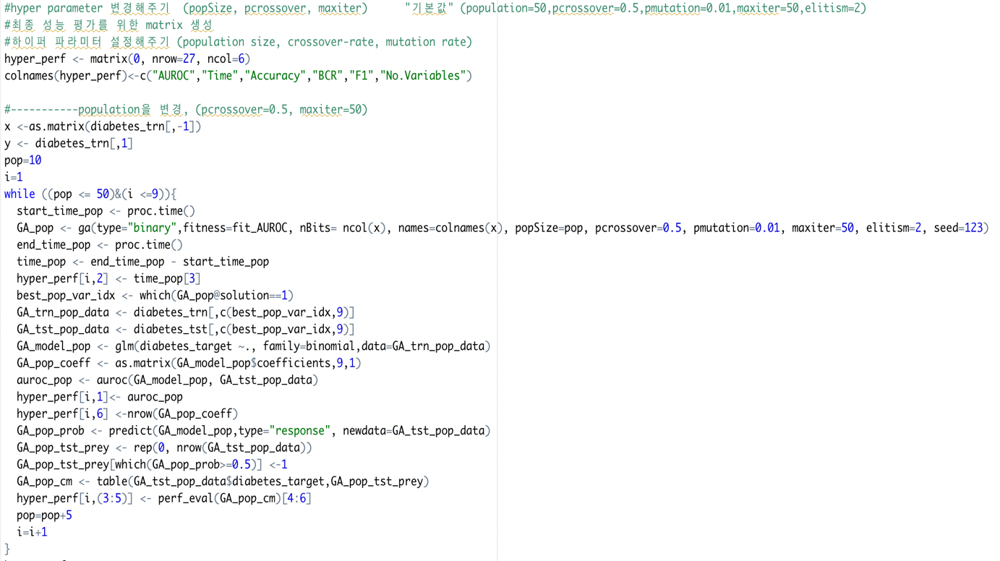 #hyper parameter 변경해주기 (popSize, pcrossover, maxiter) "기본값" (population=50,pcrossover=0.5,pmutation=0.01,maxiter=50,elitism=2)
#최종 성능 평가를 위한 matrix 생성
#하이퍼 파라미터 설정해주기 (population size, crossover-rate, mutation rate)
hyper_perf <- matrix(0, nrow=27, ncol=6)
colnames(hyper_perf)<-c("AUROC","Time","Accuracy","BCR","F1","No.Variables")
#-----------population을 변경, (pcrossover=0.5, maxiter=50)
x <-as.matrix(diabetes_trn[,-1])
y <- diabetes_trn[,1]
pop=10
i=1
while ((pop <= 50)&(i <=9)){
start_time_pop <- proc.time()
GA_pop <- ga(type="binary",fitness=fit_AUROC, nBits= ncol(x), names=colnames(x), popSize=pop, pcrossover=0.5, pmutation=0.01, maxiter=50, elitism=2, seed=123)
end_time_pop <- proc.time()
time_pop <- end_time_pop - start_time_pop
hyper_perf[i,2] <- time_pop[3]
best_pop_var_idx <- which(GA_pop@solution==1)
GA_trn_pop_data <- diabetes_trn[,c(best_pop_var_idx,9)]
GA_tst_pop_data <- diabetes_tst[,c(best_pop_var_idx,9)]
GA_model_pop <- glm(diabetes_target ~., family=binomial,data=GA_trn_pop_data)
GA_pop_coeff <- as.matrix(GA_model_pop$coefficients,9,1)
auroc_pop <- auroc(GA_model_pop, GA_tst_pop_data)
hyper_perf[i,1]<- auroc_pop
hyper_perf[i,6] <-nrow(GA_pop_coeff)
GA_pop_prob <- predict(GA_model_pop,type="response", newdata=GA_tst_pop_data)
GA_pop_tst_prey <- rep(0, nrow(GA_tst_pop_data))
GA_pop_tst_prey[which(GA_pop_prob>=0.5)] <-1
GA_pop_cm <- table(GA_tst_pop_data$diabetes_target,GA_pop_tst_prey)
hyper_perf[i,(3:5)] <- perf_eval(GA_pop_cm)[4:6]
pop=pop+5
i=i+1
}